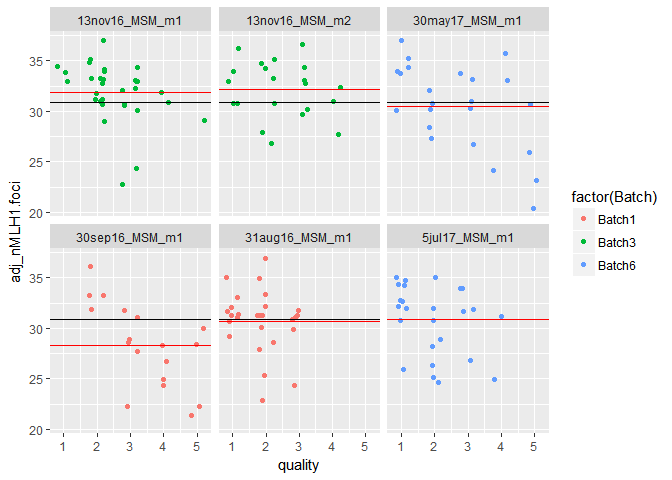 13nov16_MSM_m1 13nov16_MSM_m2 30may17_MSM_m1
35
30
25
20
30sep16_MSM_m1 31aug16_MSM_m1 5jul17_MSM_m1
35
30
25
20
1 2 3 4 5 1 2 3 4 5 1 2 3 4 5
quality
adj_nMLH1.foci
factor(Batch)
Batch1
Batch3
Batch6